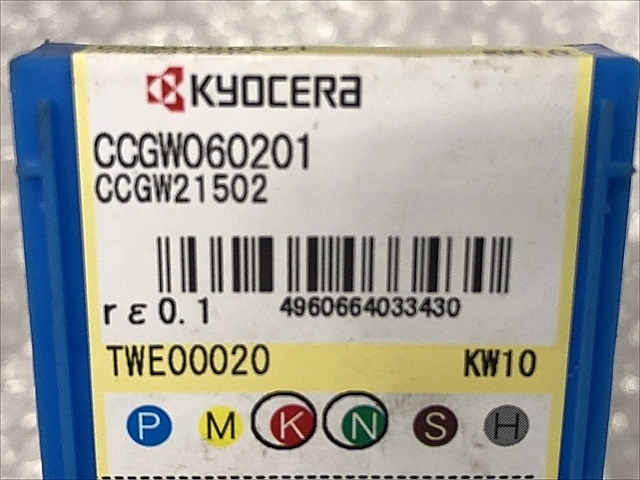 KYOCERA
CCGW060201
CCGW21502
rε0.1 4960664033430
TWE00020 KW10
P M K N S H